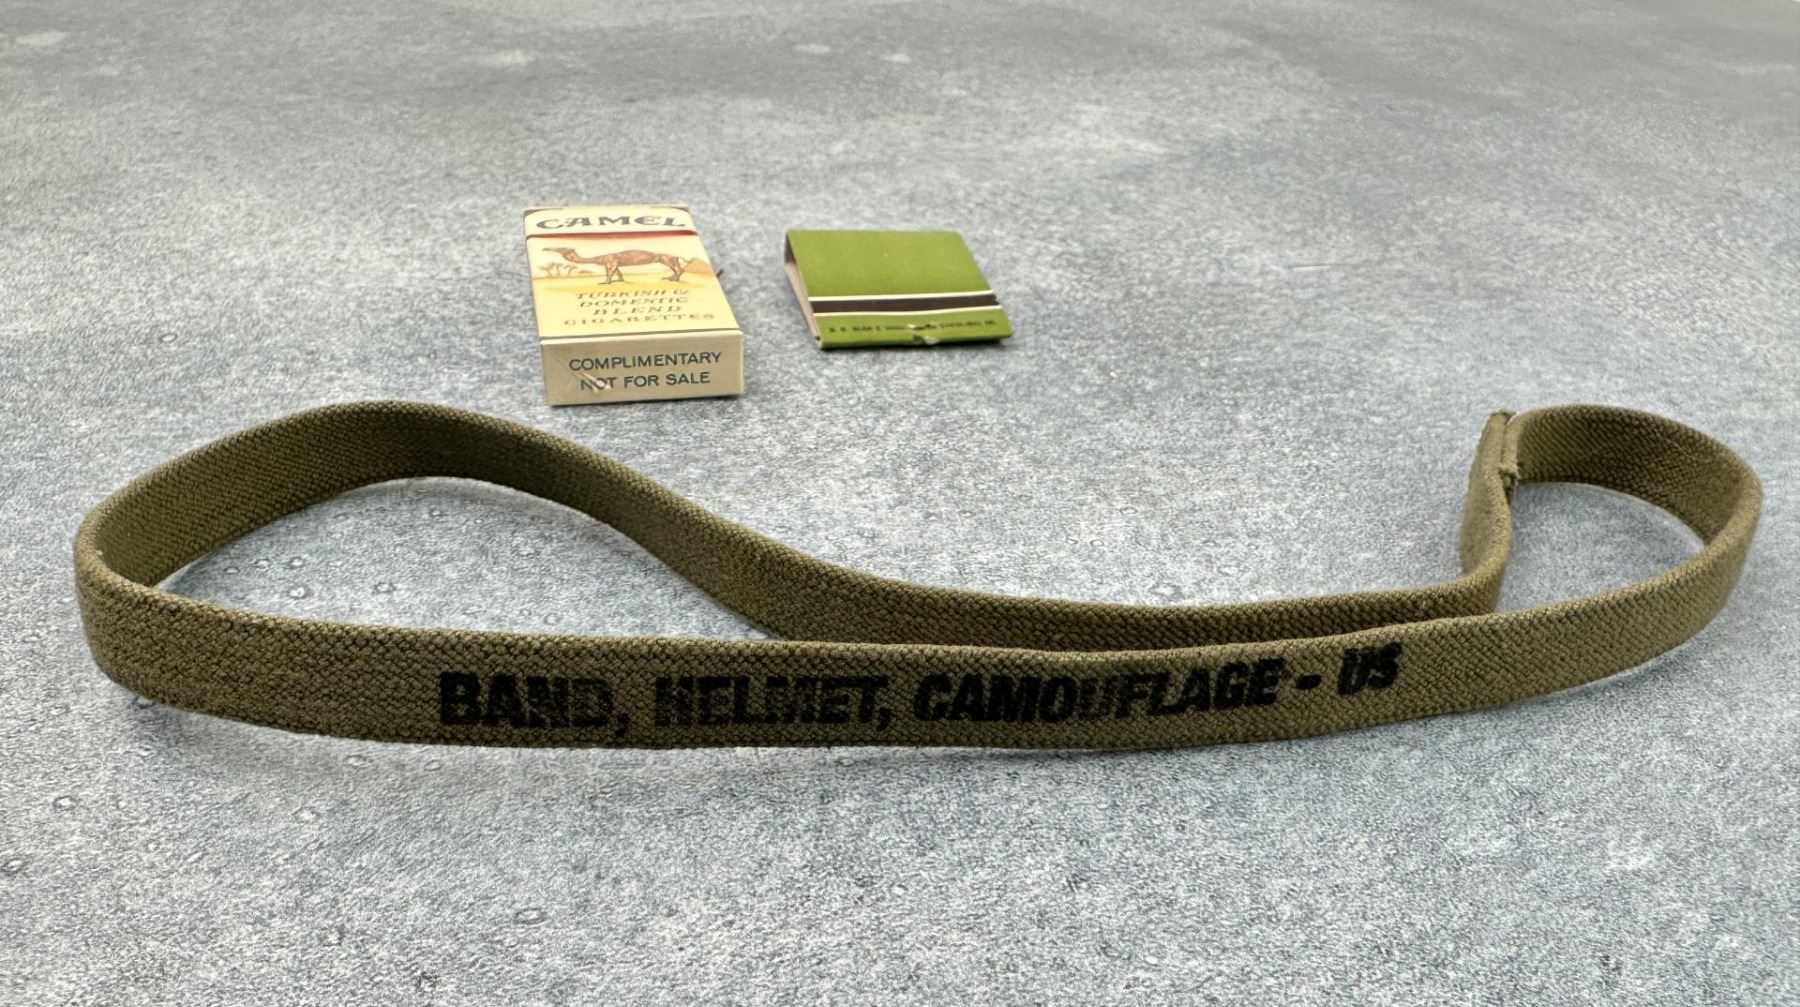 CAMEL
TURKISH &
DOMESTIC
BLEND
CIGARETTES
COMPLIMENTARY
NOT FOR SALE
BAND, HELMET, CAMOUFLAGE - US